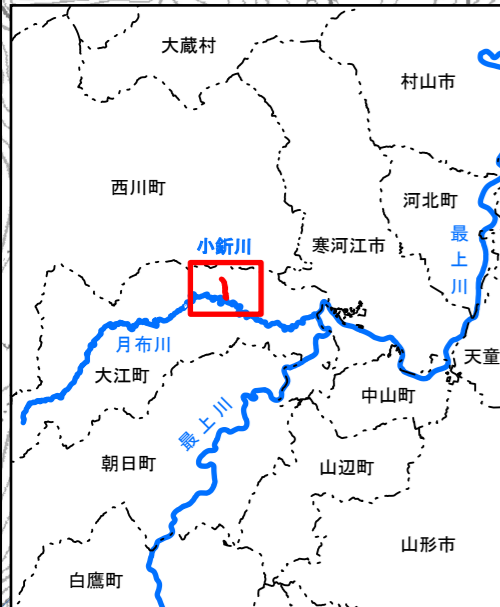 大蔵村
村山市
西川町
河北町
小釿川
寒河江市
最上川
月布川
大江町
天童
中山町
最上川
朝日町
山辺町
山形市
白鷹町